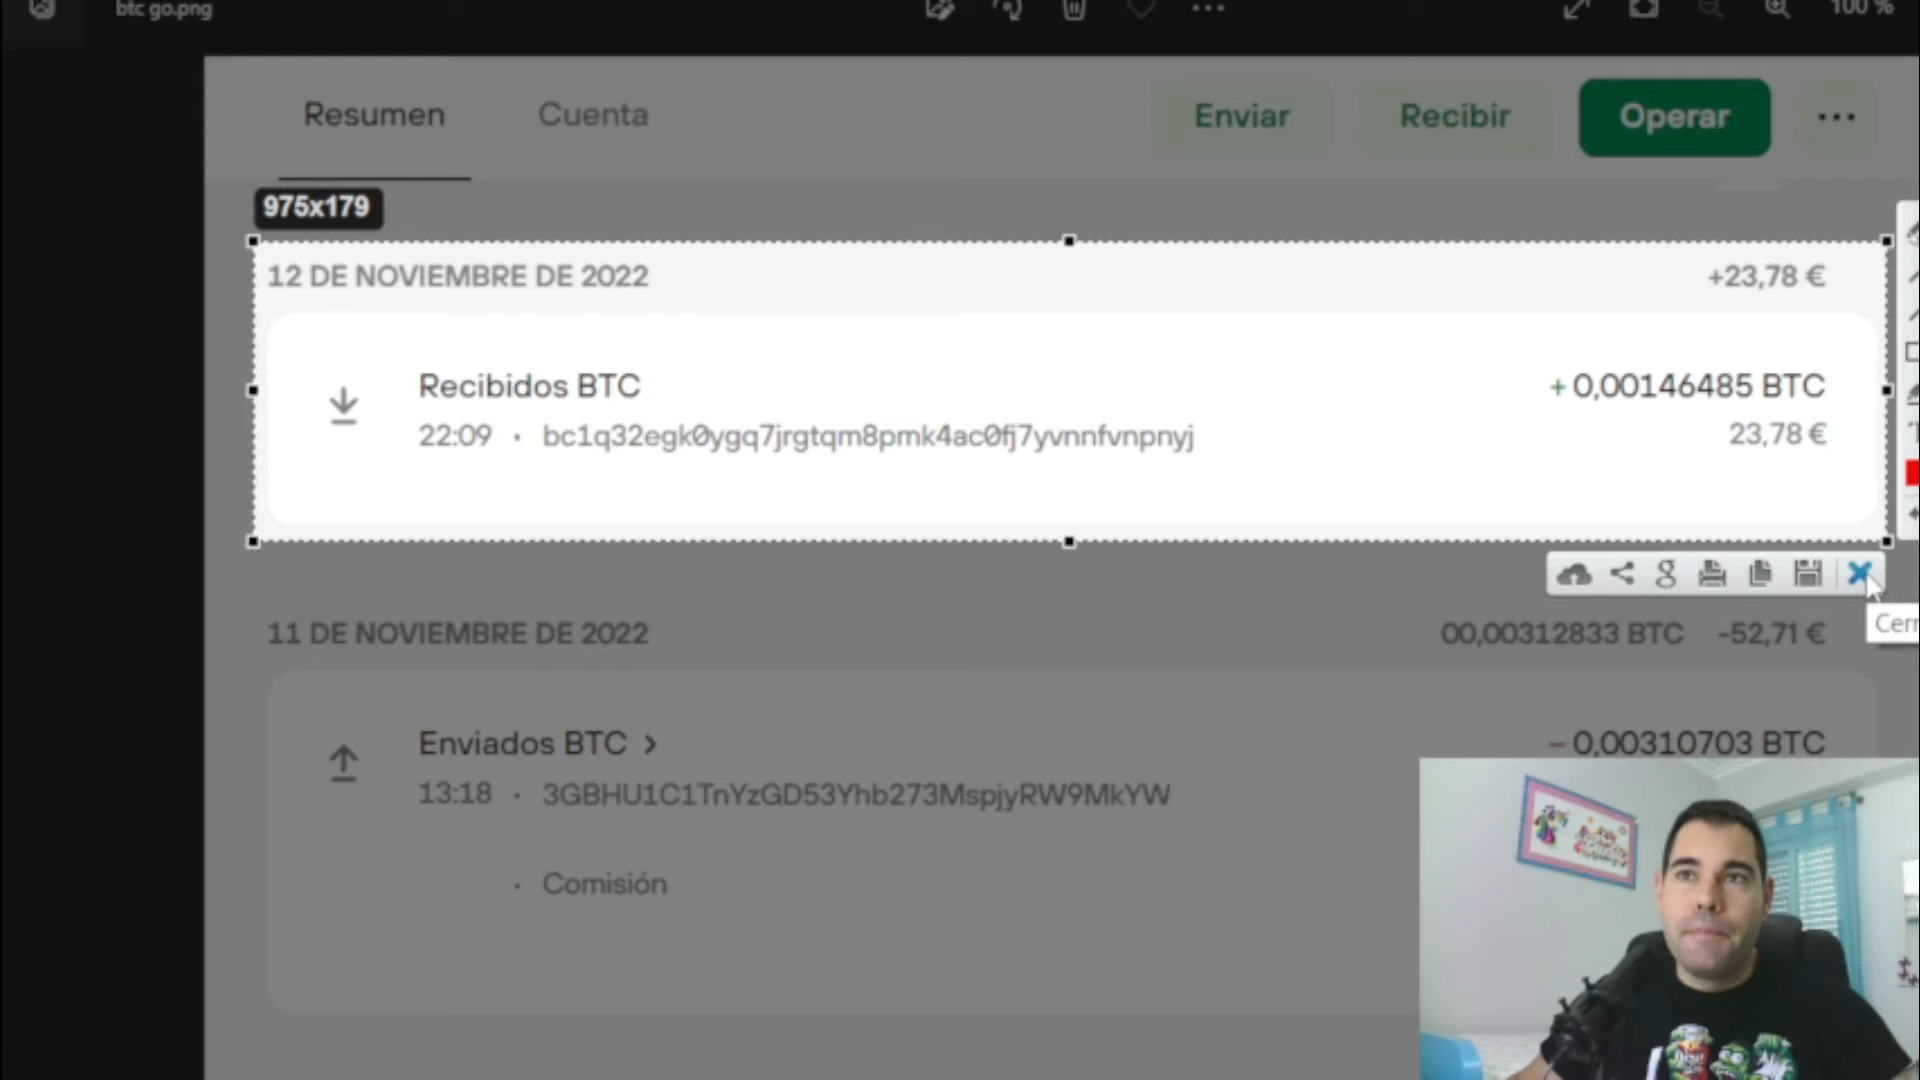 btc go.png
100 %
Resumen
Cuenta
Enviar
Recibir
Operar
975x179
12 DE NOVIEMBRE DE 2022
+23,78 €
Recibidos BTC
+ 0,00146485 BTC
22:09 · bc1q32egk0ygq7jrgtqm8pmk4ac0fj7yvnnfvnpnyj
23,78 €
11 DE NOVIEMBRE DE 2022
00,00312833 BTC -52,71 €
Enviados BTC >
– 0,00310703 BTC
13:18 · 3GBHU1C1TnYzGD53Yhb273MspjyRW9MkYW
· Comisión